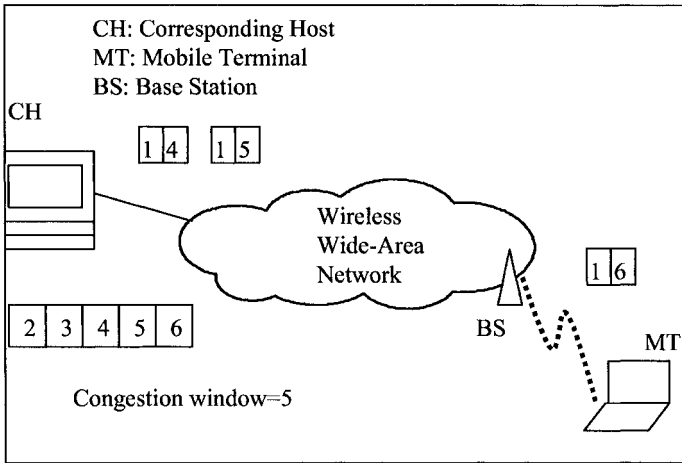 CH: Corresponding Host
MT: Mobile Terminal
BS: Base Station
CH
1 4 1 5
Wireless
Wide-Area
Network
1 6
BS
MT
2 3 4 5 6
Congestion window=5